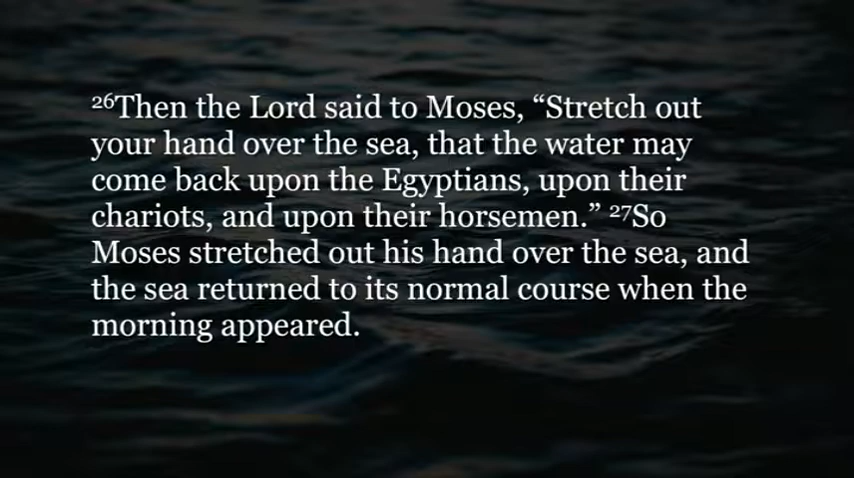 ²⁶Then the Lord said to Moses, “Stretch out
your hand over the sea, that the water may
come back upon the Egyptians, upon their
chariots, and upon their horsemen.” ²⁷So
Moses stretched out his hand over the sea, and
the sea returned to its normal course when the
morning appeared.